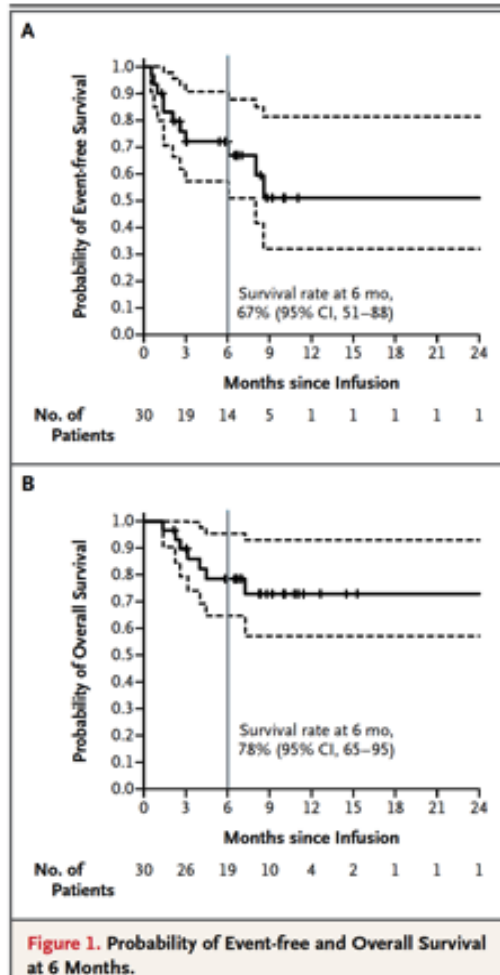 A
Probability of Event-free Survival
1.0
0.9
0.8
0.7
0.6
0.5
0.4
0.3
0.2
0.1
0.0
Survival rate at 6 mo,
67% (95% CI, 51–88)
0 3 6 9 12 15 18 21 24
Months since Infusion
No. of
Patients
30 19 14 5 1 1 1 1 1
B
Probability of Overall Survival
1.0
0.9
0.8
0.7
0.6
0.5
0.4
0.3
0.2
0.1
0.0
Survival rate at 6 mo,
78% (95% CI, 65–95)
0 3 6 9 12 15 18 21 24
Months since Infusion
No. of
Patients
30 26 19 10 4 2 1 1 1
Figure 1. Probability of Event-free and Overall Survival
at 6 Months.